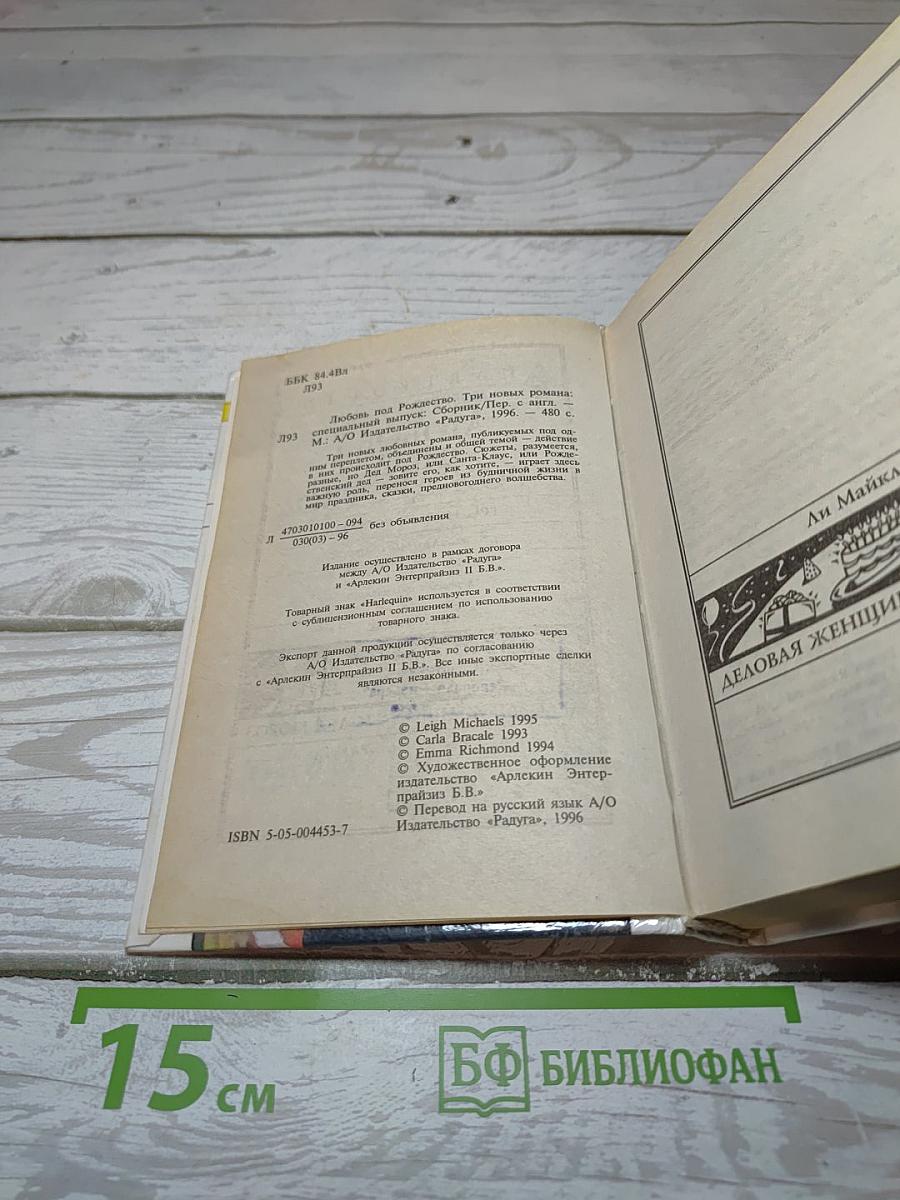 ББК 84.4Вл
Л93
Любовь под Рождество. Три новых романа:
Л93 специальный выпуск: Сборник/Пер. с англ. —
М.: А/О Издательство «Радуга», 1996. — 480 с.
Три новых любовных романа, публикуемых под од-
ним переплетом, объединены и общей темой — действие
в них происходит под Рождество. Сюжеты, разумеется,
разные, но Дед Мороз, или Санта-Клаус, или Рожде-
ственский дед — зовите его, как хотите, — играет здесь
важную роль, перенося героев из будничной жизни в
мир праздника, сказки, предновогоднего волшебства.
Л 4703010100 – 094 без объявления
030(03) – 96
Издание осуществлено в рамках договора
между А/О Издательство «Радуга»
и «Арлекин Энтерпрайзиз II Б.В.».
Товарный знак «Harlequin» используется в соответствии
с сублицензионным соглашением по использованию
товарного знака.
Экспорт данной продукции осуществляется только через
А/О Издательство «Радуга» по согласованию
с «Арлекин Энтерпрайзиз II Б.В.». Все иные экспортные сделки
являются незаконными.
© Leigh Michaels 1995
© Carla Bracale 1993
© Emma Richmond 1994
© Художественное оформление
издательство «Арлекин Энтер-
прайзиз Б.В.»
© Перевод на русский язык А/О
Издательство «Радуга», 1996
ISBN 5-05-004453-7
Ли Майкл
ДЕЛОВАЯ ЖЕНЩИН
15 см
БФ БИБЛИОФАН